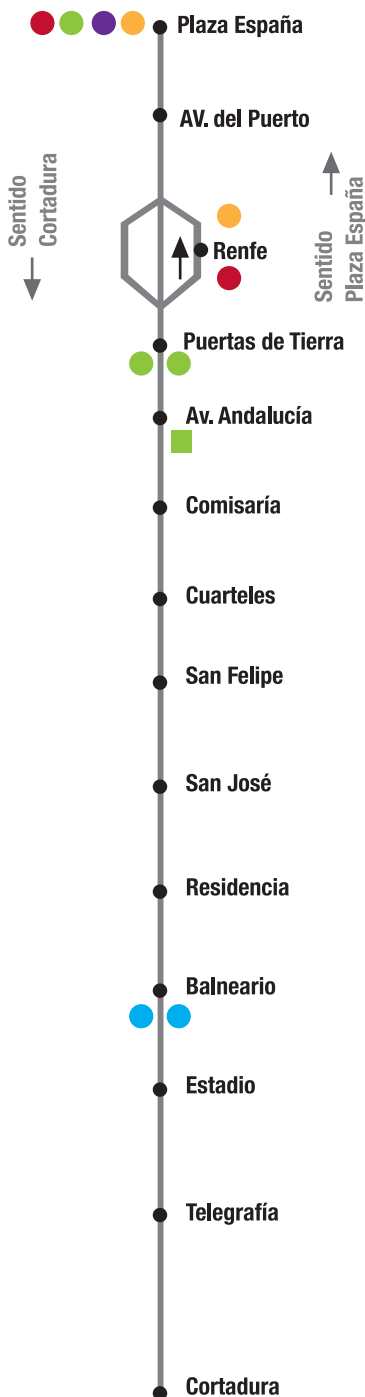 Plaza España
AV. del Puerto
Sentido
Cortadura
Sentido
Plaza España
Renfe
Puertas de Tierra
Av. Andalucía
Comisaría
Cuarteles
San Felipe
San José
Residencia
Balneario
Estadio
Telegrafía
Cortadura